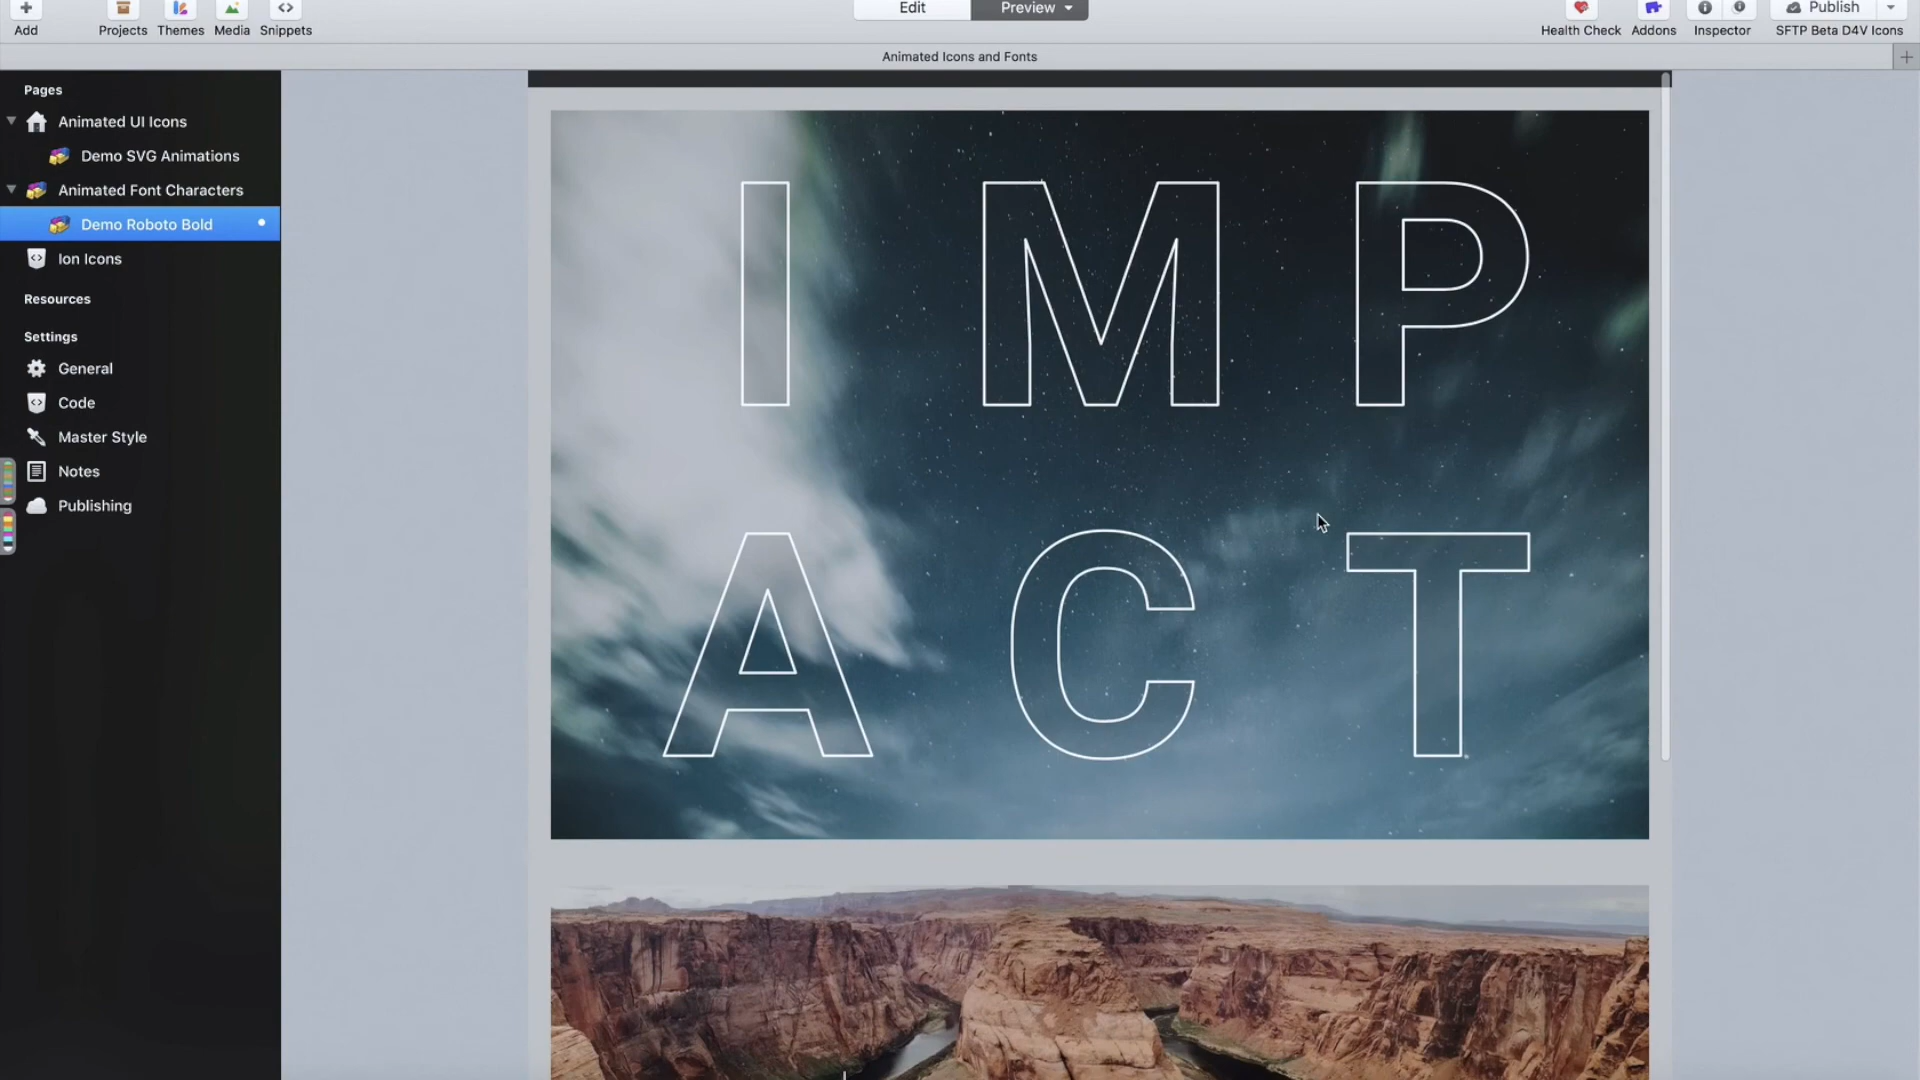 Edit
Preview
Publish
Add
Projects
Themes
Media
Snippets
Health Check
Addons
Inspector
SFTP Beta D4V Icons
Animated Icons and Fonts
Pages
Animated UI Icons
Demo SVG Animations
Animated Font Characters
Demo Roboto Bold
Ion Icons
Resources
Settings
General
Code
Master Style
Notes
Publishing
I M P
A C T